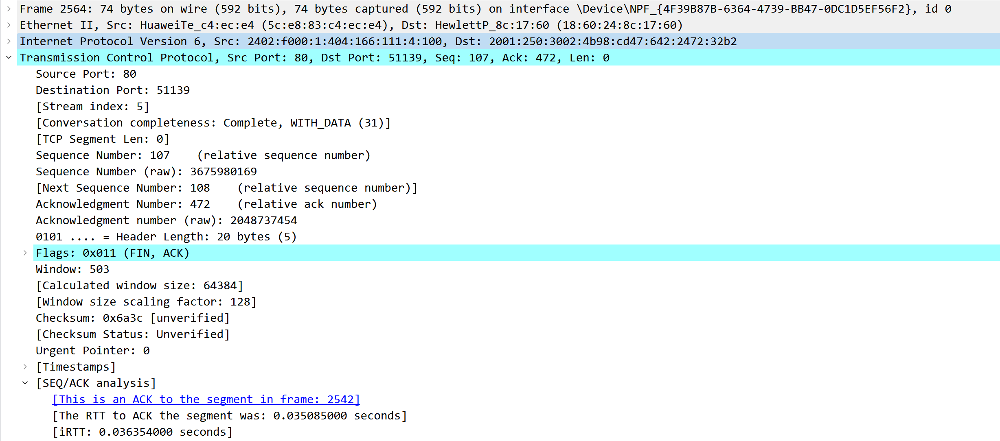 Frame 2564: 74 bytes on wire (592 bits), 74 bytes captured (592 bits) on interface \Device\NPF_{4F39B87B-6364-4739-BB47-0DC1D5EF56F2}, id 0
Ethernet II, Src: HuaweiTe_c4:ec:e4 (5c:e8:83:c4:ec:e4), Dst: HewlettP_8c:17:60 (18:60:24:8c:17:60)
Internet Protocol Version 6, Src: 2402:f000:1:404:166:111:4:100, Dst: 2001:250:3002:4b98:cd47:642:2472:32b2
Transmission Control Protocol, Src Port: 80, Dst Port: 51139, Seq: 107, Ack: 472, Len: 0
Source Port: 80
Destination Port: 51139
[Stream index: 5]
[Conversation completeness: Complete, WITH_DATA (31)]
[TCP Segment Len: 0]
Sequence Number: 107    (relative sequence number)
Sequence Number (raw): 3675980169
[Next Sequence Number: 108    (relative sequence number)]
Acknowledgment Number: 472    (relative ack number)
Acknowledgment number (raw): 2048737454
0101 .... = Header Length: 20 bytes (5)
Flags: 0x011 (FIN, ACK)
Window: 503
[Calculated window size: 64384]
[Window size scaling factor: 128]
Checksum: 0x6a3c [unverified]
[Checksum Status: Unverified]
Urgent Pointer: 0
[Timestamps]
[SEQ/ACK analysis]
[This is an ACK to the segment in frame: 2542]
[The RTT to ACK the segment was: 0.035085000 seconds]
[iRTT: 0.036354000 seconds]